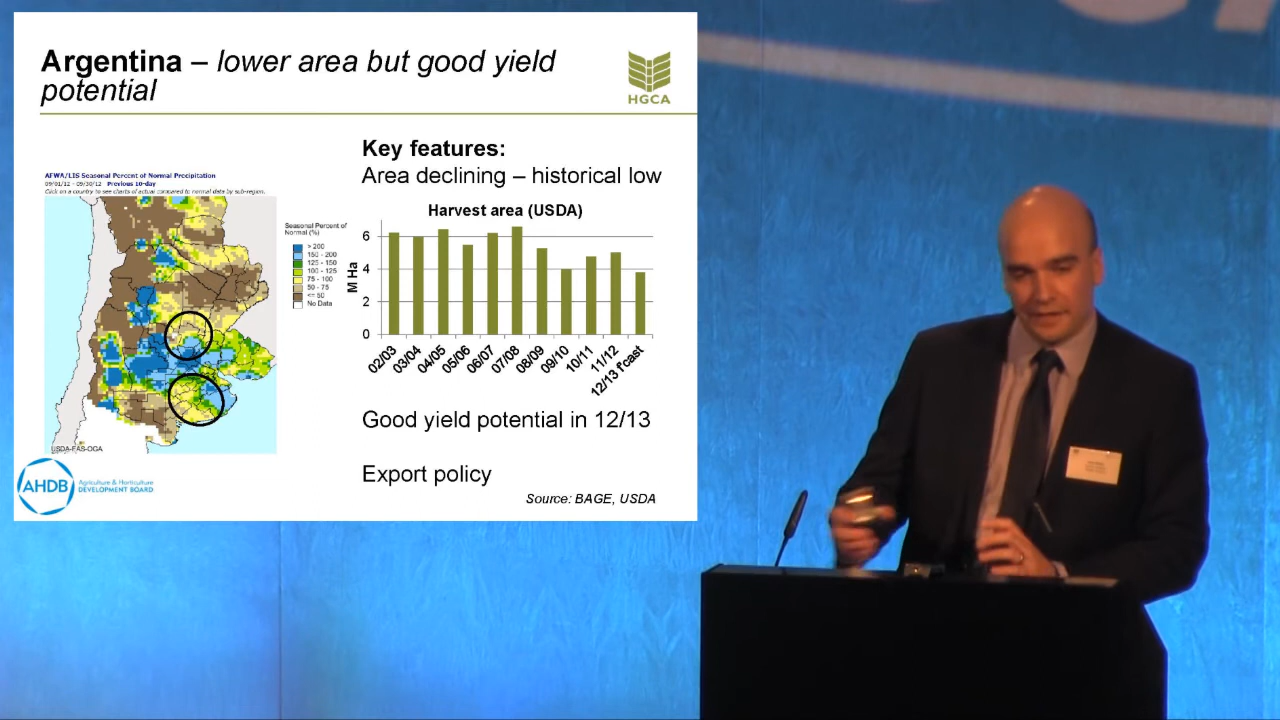 Argentina – lower area but good yield
potential
HGCA
Key features:
Area declining – historical low
AFWA/LIS Seasonal Percent of Normal Precipitation
09/01/12 - 09/30/12 Previous 10-day
Click on a country to see charts of actual compared to normal data by sub-region.
Seasonal Percent of
Normal (%)
> 200
150 - 200
125 - 150
100 - 125
75 - 100
50 - 75
<= 50
No Data
USDA-FAS-OGA
Harvest area (USDA)
M Ha
6
4
2
0
02/03
03/04
04/05
05/06
06/07
07/08
08/09
09/10
10/11
11/12
12/13 f'cast
Good yield potential in 12/13
Export policy
Source: BAGE, USDA
AHDB
Agriculture & Horticulture
DEVELOPMENT BOARD